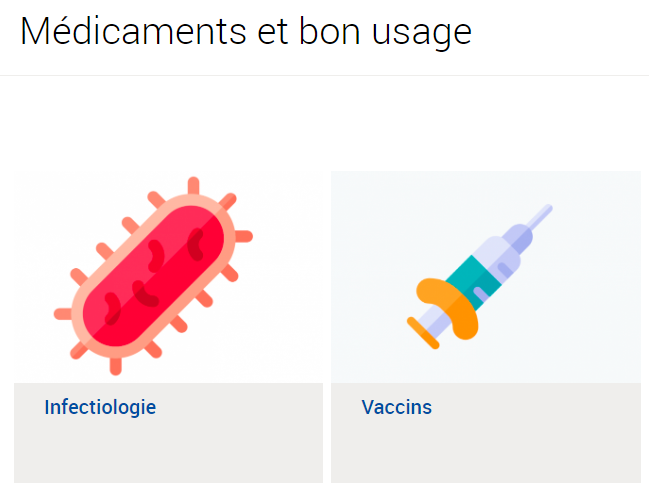 Médicaments et bon usage
Infectiologie
Vaccins